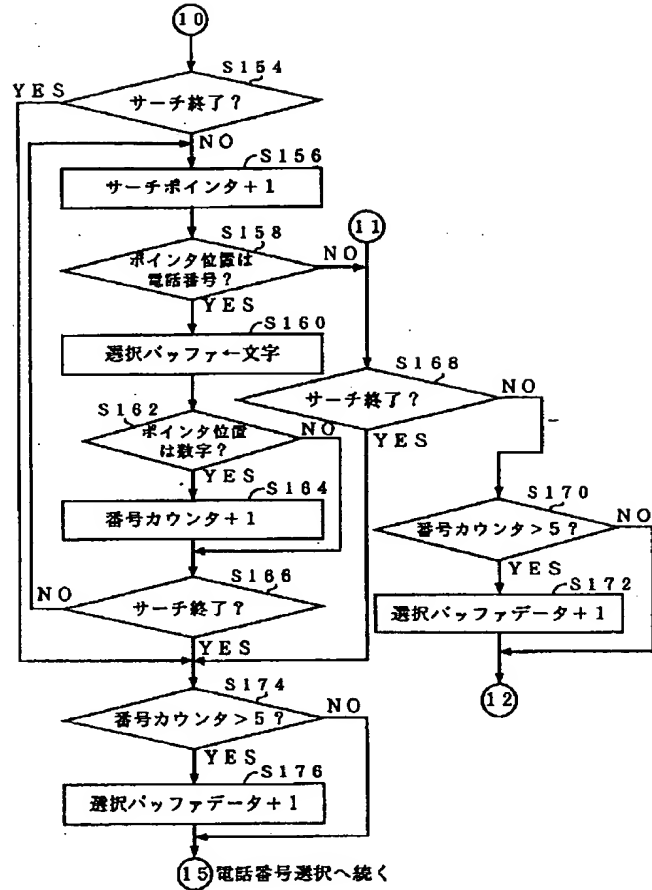 10
S154
YES
サーチ終了?
NO
S156
サーチポインタ+1
S158
11
ポインタ位置は
電話番号?
NO
YES
S160
選択バッファ←文字
S162
ポインタ位置
は数字?
NO
YES
S164
番号カウンタ+1
S166
NO
サーチ終了?
YES
S168
サーチ終了?
NO
YES
S170
番号カウンタ>5?
NO
YES
S172
選択バッファデータ+1
12
S174
番号カウンタ>5?
NO
YES
S176
選択バッファデータ+1
15 電話番号選択へ続く